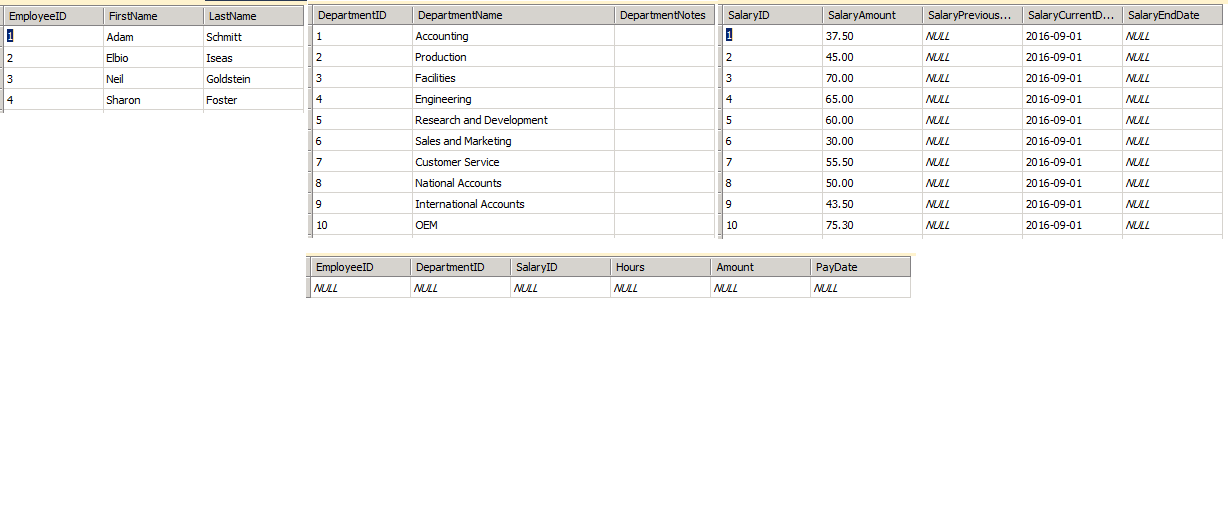 EmployeeID FirstName LastName
1 Adam Schmitt
2 Elbio Iseas
3 Neil Goldstein
4 Sharon Foster
DepartmentID DepartmentName DepartmentNotes
1 Accounting
2 Production
3 Facilities
4 Engineering
5 Research and Development
6 Sales and Marketing
7 Customer Service
8 National Accounts
9 International Accounts
10 OEM
SalaryID SalaryAmount SalaryPrevious... SalaryCurrentD... SalaryEndDate
1 37.50 NULL 2016-09-01 NULL
2 45.00 NULL 2016-09-01 NULL
3 70.00 NULL 2016-09-01 NULL
4 65.00 NULL 2016-09-01 NULL
5 60.00 NULL 2016-09-01 NULL
6 30.00 NULL 2016-09-01 NULL
7 55.50 NULL 2016-09-01 NULL
8 50.00 NULL 2016-09-01 NULL
9 43.50 NULL 2016-09-01 NULL
10 75.30 NULL 2016-09-01 NULL
EmployeeID DepartmentID SalaryID Hours Amount PayDate
NULL NULL NULL NULL NULL NULL